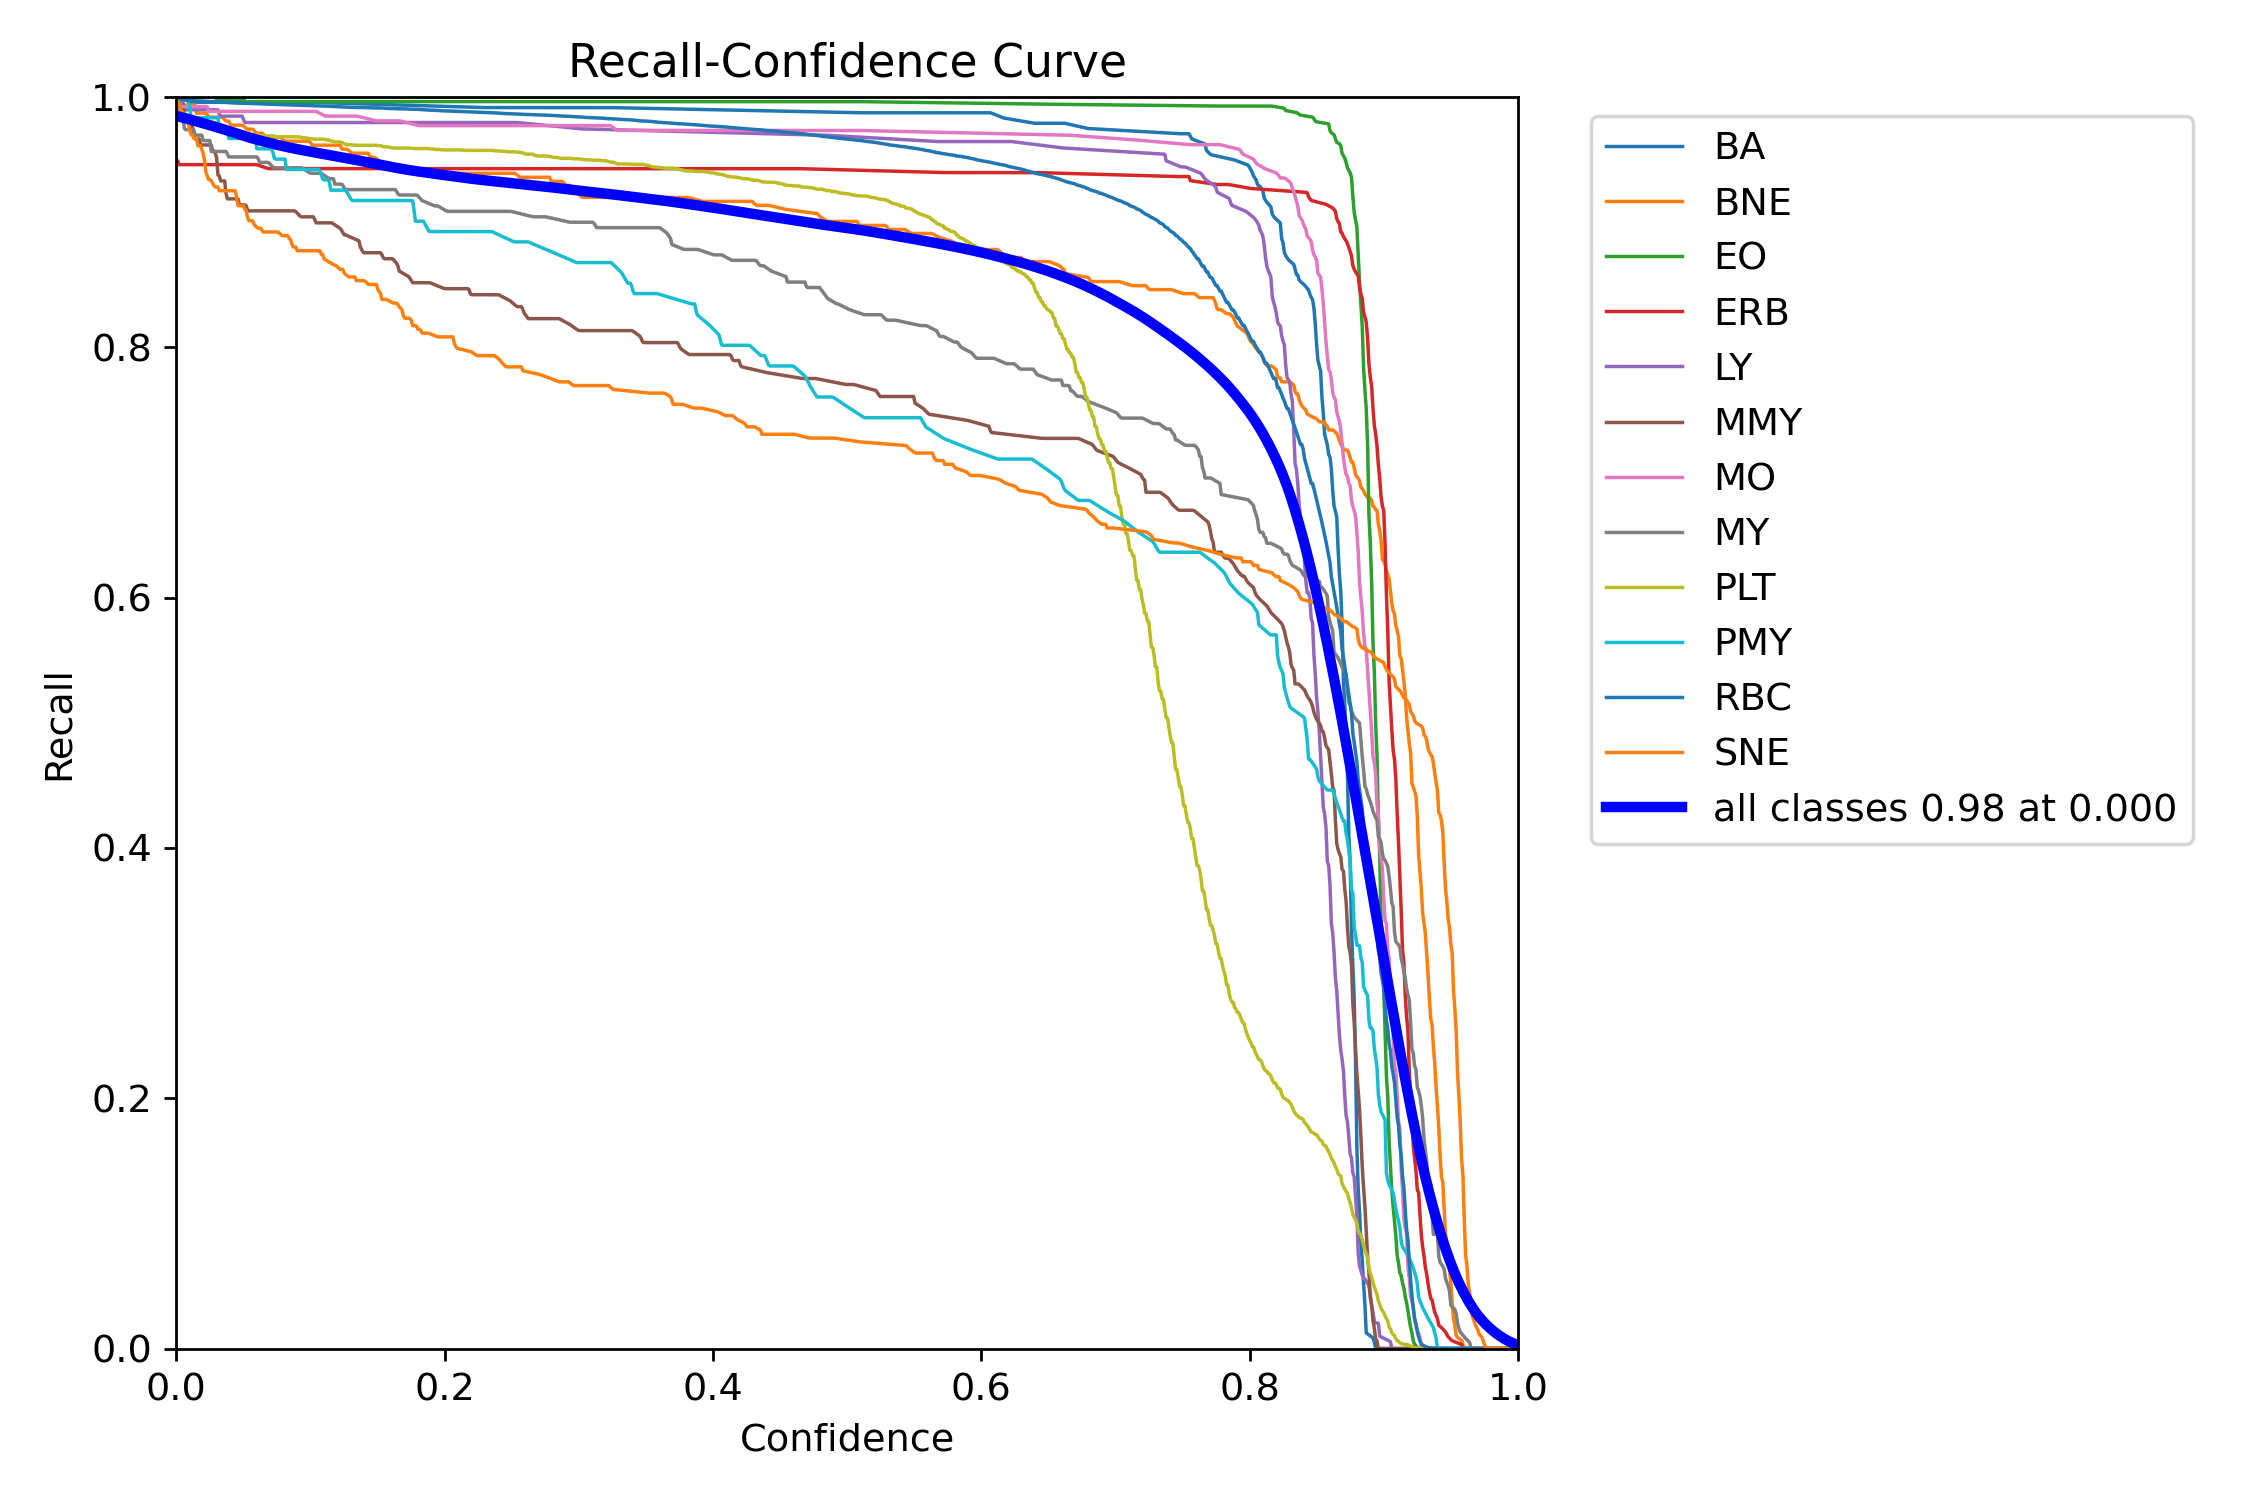 Recall-Confidence Curve
1.0
0.8
0.6
0.4
0.2
0.0
Recall
0.0 0.2 0.4 0.6 0.8 1.0
Confidence
BA
BNE
EO
ERB
LY
MMY
MO
MY
PLT
PMY
RBC
SNE
all classes 0.98 at 0.000